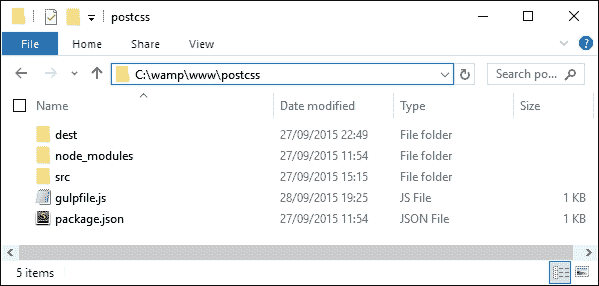 postcss
File Home Share View
C:\wamp\www\postcss Search po...
Name Date modified Type Size
dest 27/09/2015 22:49 File folder
node_modules 27/09/2015 11:54 File folder
src 27/09/2015 15:15 File folder
gulpfile.js 28/09/2015 19:25 JS File 1 KB
package.json 27/09/2015 11:54 JSON File 1 KB
5 items